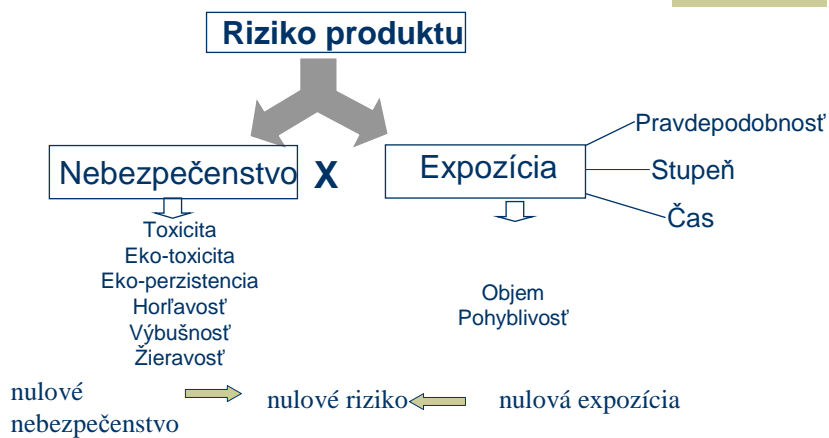 Riziko produktu
Nebezpečenstvo X Expozícia
Pravdepodobnosť
Stupeň
Čas
Toxicita
Eko-toxicita
Eko-perzistencia
Horľavosť
Výbušnosť
Žieravosť
Objem
Pohyblivosť
nulové
nebezpečenstvo
nulové riziko
nulová expozícia